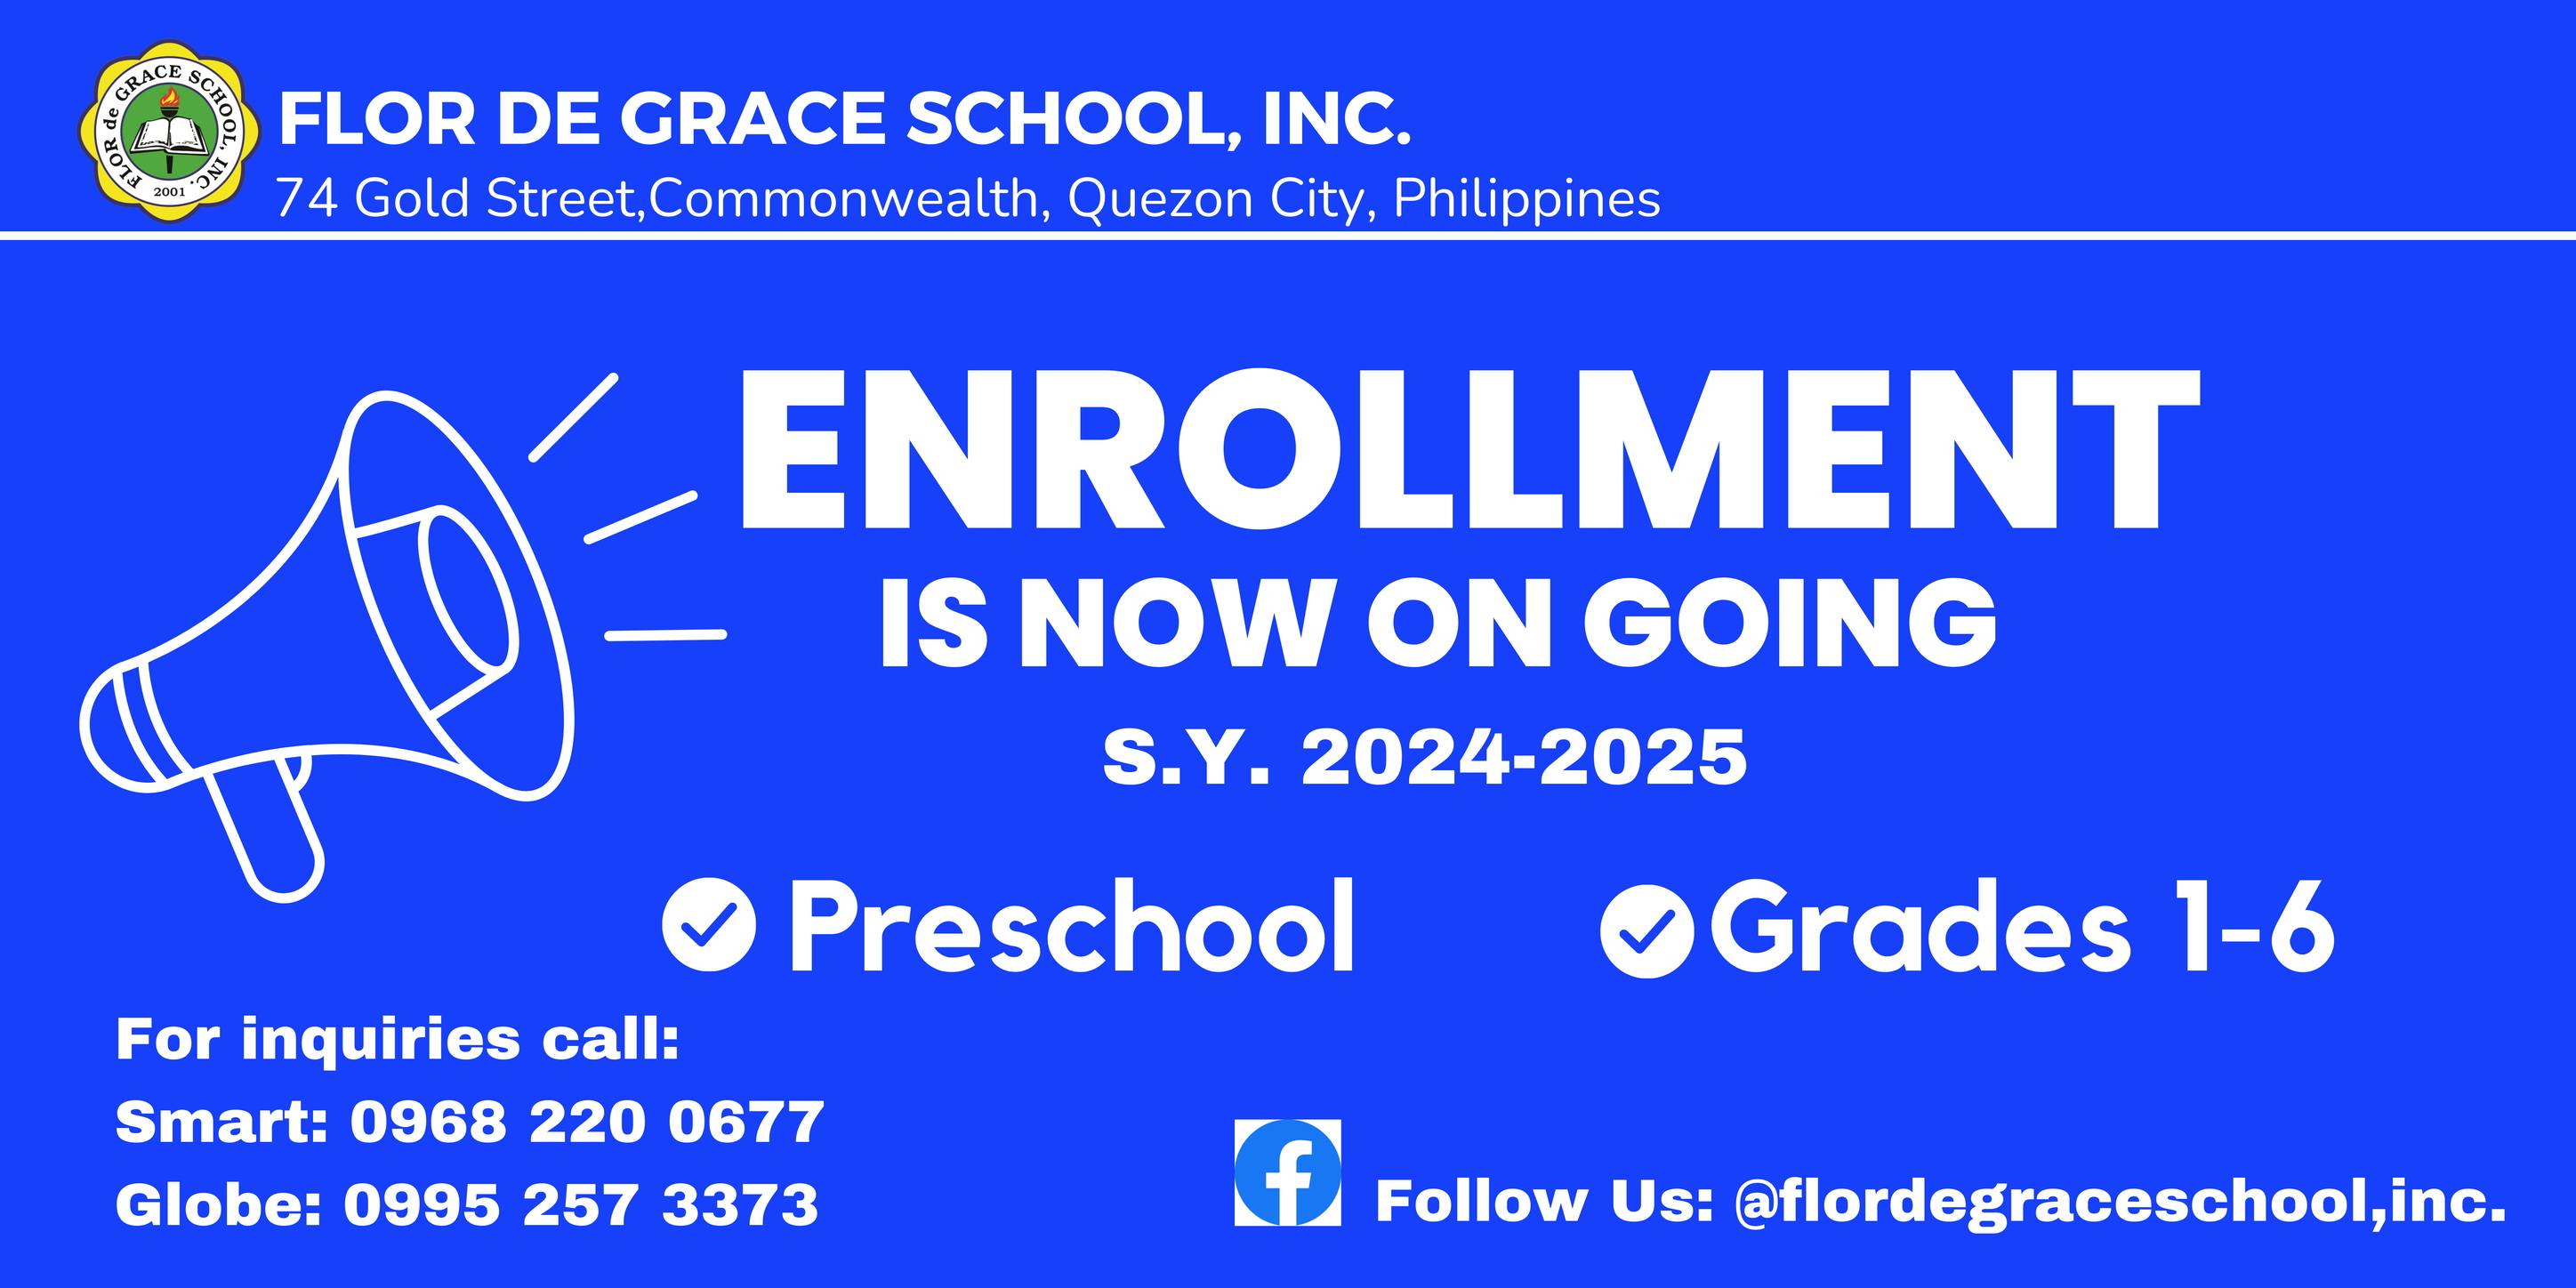 FLOR de GRACE SCHOOL, INC.
2001
FLOR DE GRACE SCHOOL, INC.
74 Gold Street,Commonwealth, Quezon City, Philippines
ENROLLMENT
IS NOW ON GOING
S.Y. 2024-2025
Preschool
Grades 1-6
For inquiries call:
Smart: 0968 220 0677
Globe: 0995 257 3373
Follow Us: @flordegraceschool,inc.